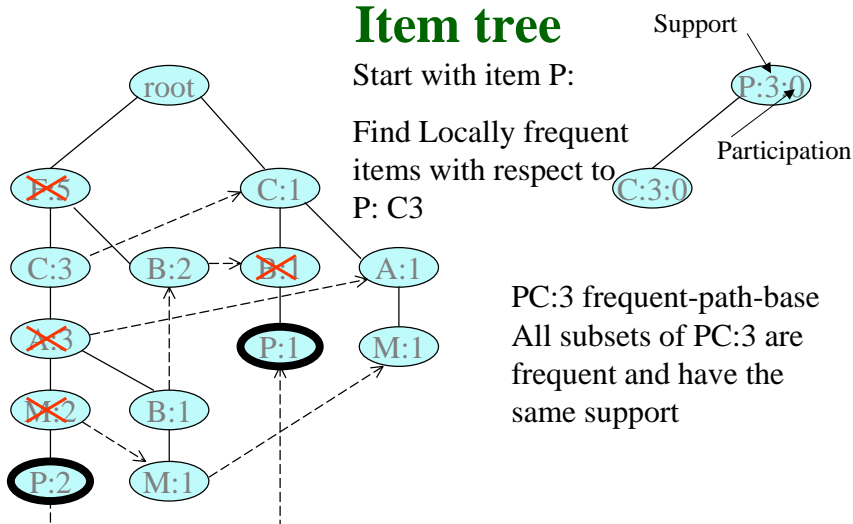 Item tree
Support
Start with item P:
root
P:3:0
Find Locally frequent
items with respect to
P: C3
Participation
F:5
C:1
C:3:0
C:3
B:2
B:1
A:1
PC:3 frequent-path-base
All subsets of PC:3 are
frequent and have the
same support
A:3
P:1
M:1
M:2
B:1
P:2
M:1